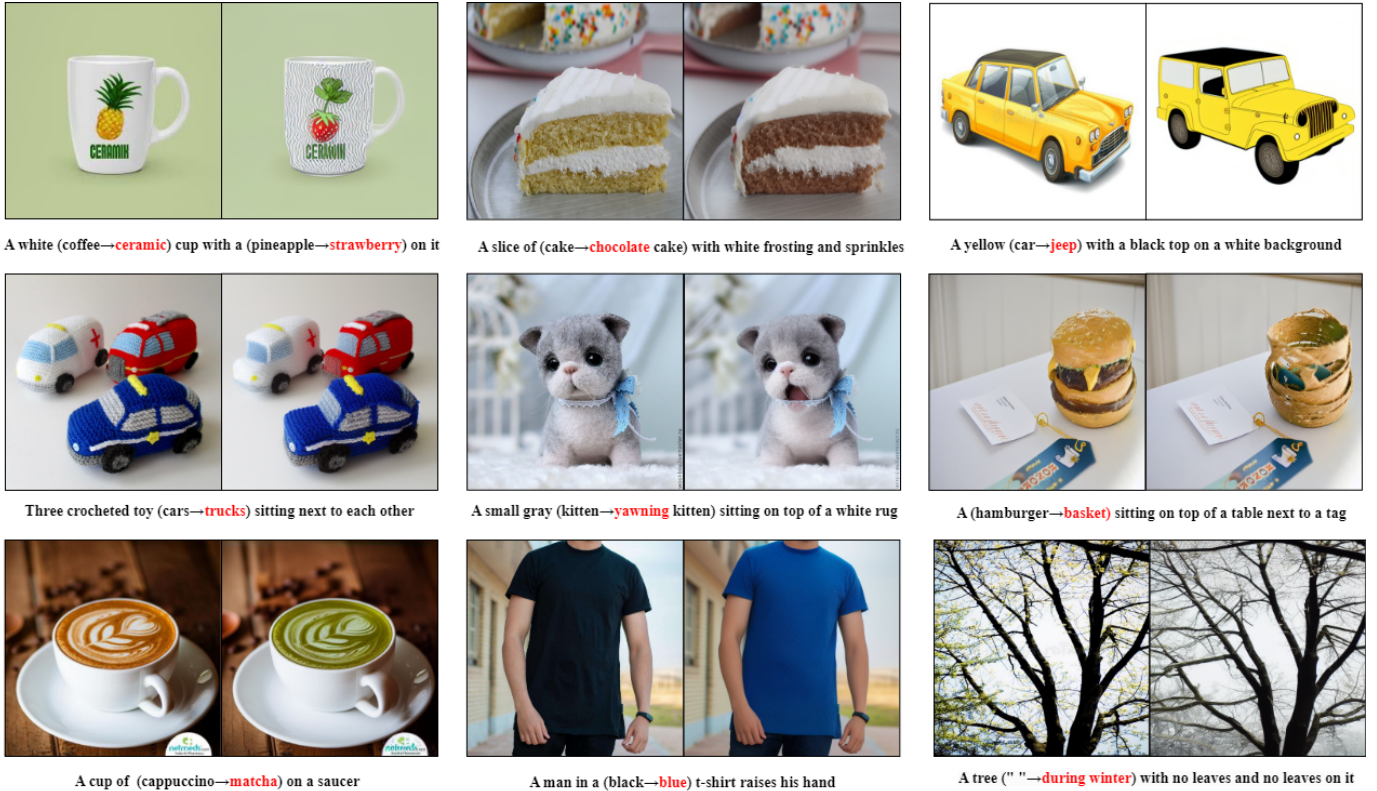 CERAMIX
A white (coffee→ceramic) cup with a (pineapple→strawberry) on it
A slice of (cake→chocolate cake) with white frosting and sprinkles
A yellow (car→jeep) with a black top on a white background
Three crocheted toy (cars→trucks) sitting next to each other
A small gray (kitten→yawning kitten) sitting on top of a white rug
A (hamburger→basket) sitting on top of a table next to a tag
netmeds
A cup of (cappuccino→matcha) on a saucer
A man in a (black→blue) t-shirt raises his hand
A tree (" "→during winter) with no leaves and no leaves on it